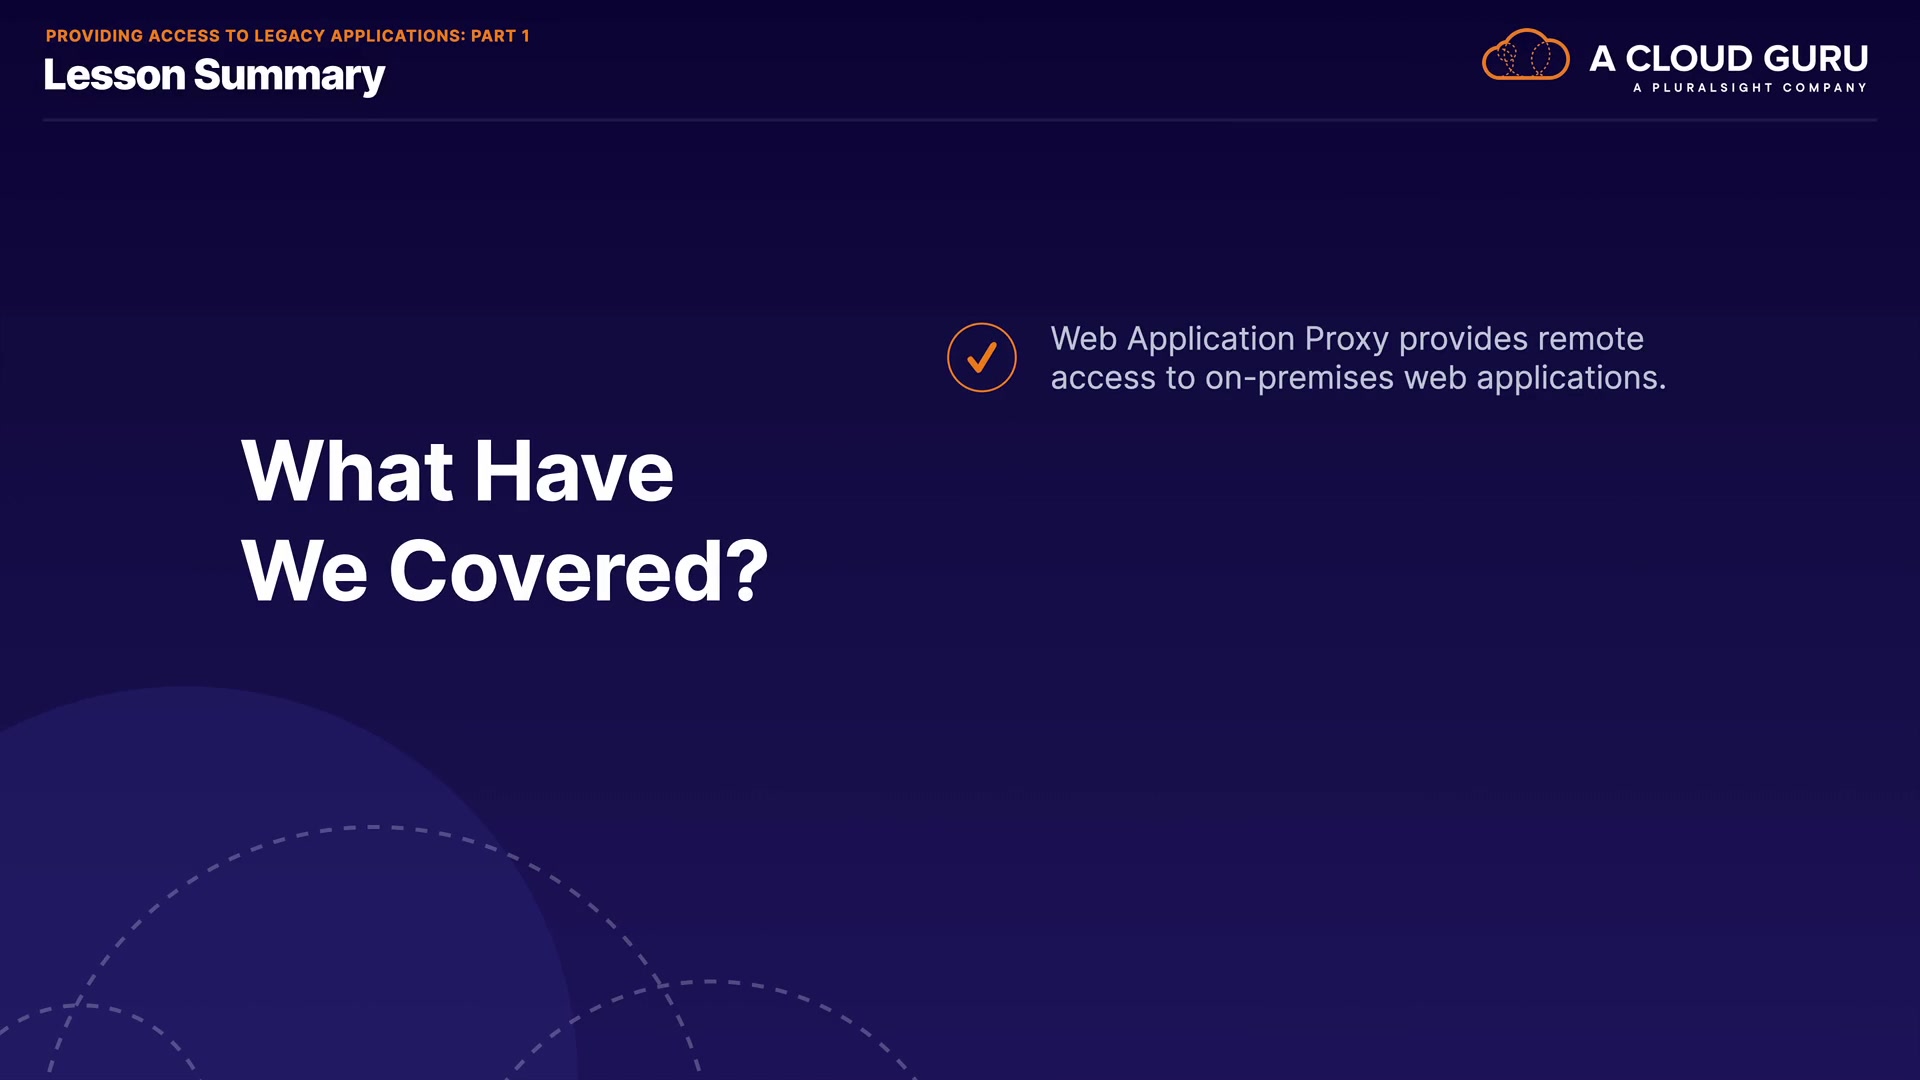 PROVIDING ACCESS TO LEGACY APPLICATIONS: PART 1
Lesson Summary
A CLOUD GURU
A PLURALSIGHT COMPANY
Web Application Proxy provides remote
access to on-premises web applications.
What Have
We Covered?